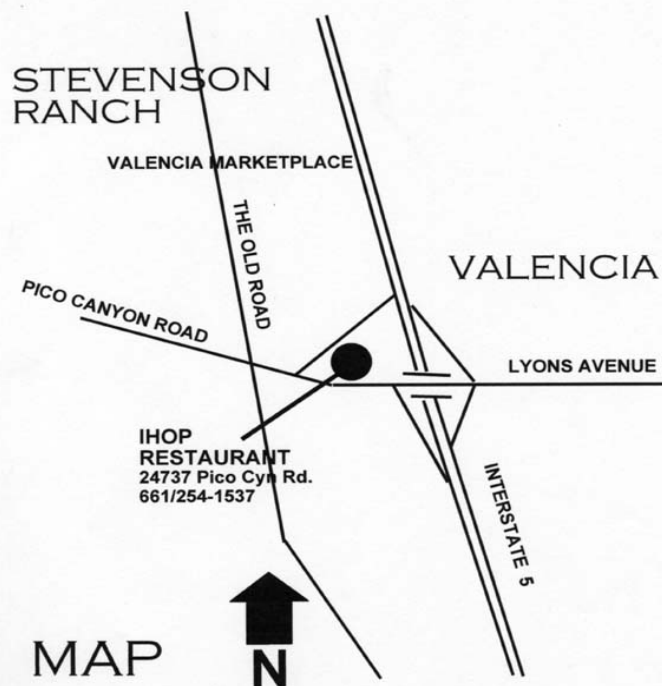 STEVENSON
RANCH
VALENCIA MARKETPLACE
THE OLD ROAD
VALENCIA
PICO CANYON ROAD
LYONS AVENUE
IHOP
RESTAURANT
24737 Pico Cyn Rd.
661/254-1537
INTERSTATE 5
MAP
N